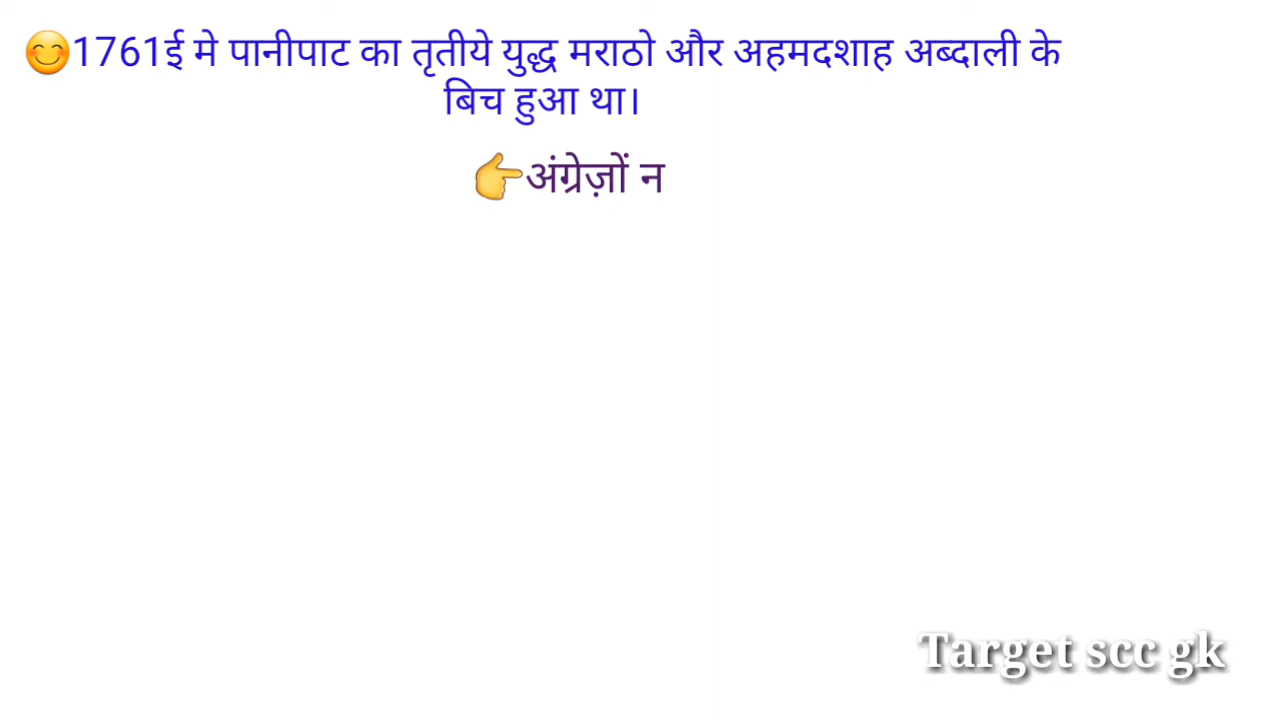 😊1761ई मे पानीपाट का तृतीये युद्ध मराठो और अहमदशाह अब्दाली के
बिच हुआ था।
👉अंग्रेज़ों न
Target scc gk